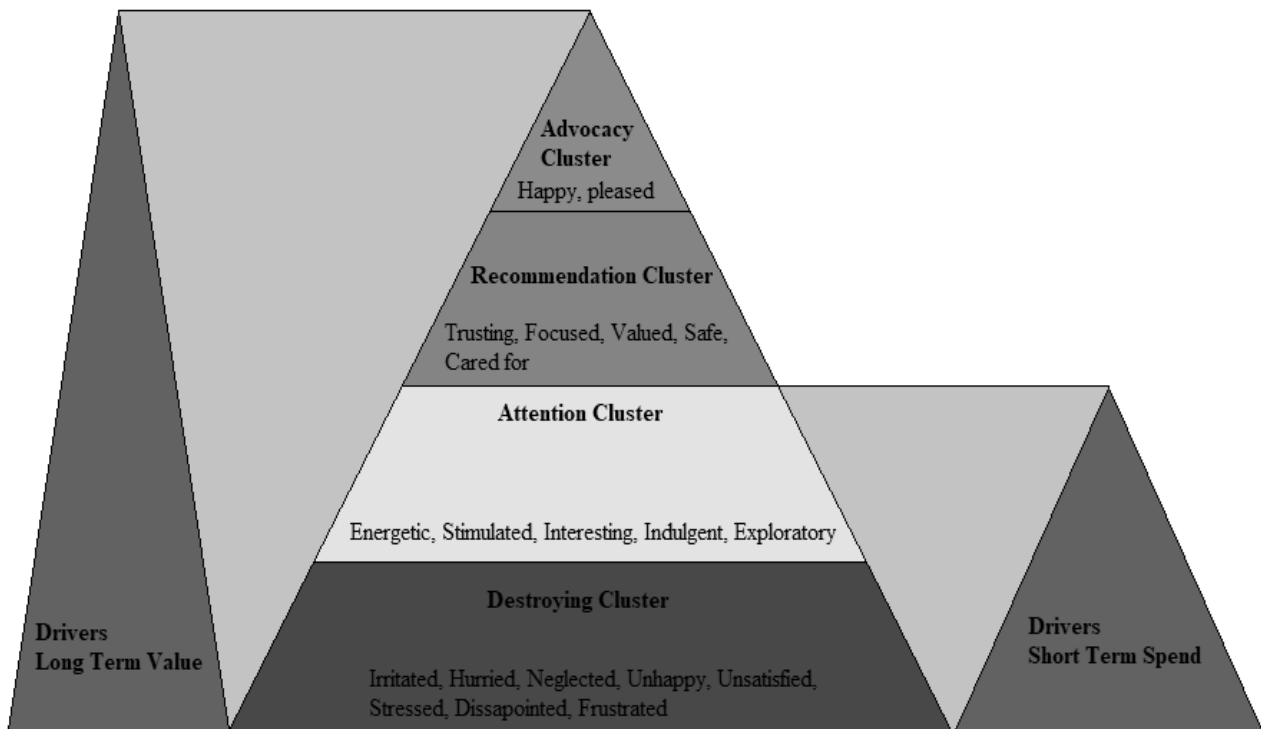 Advocacy
Cluster
Happy, pleased
Recommendation Cluster
Trusting, Focused, Valued, Safe,
Cared for
Attention Cluster
Energetic, Stimulated, Interesting, Indulgent, Exploratory
Destroying Cluster
Irritated, Hurried, Neglected, Unhappy, Unsatisfied,
Stressed, Dissapointed, Frustrated
Drivers
Long Term Value
Drivers
Short Term Spend